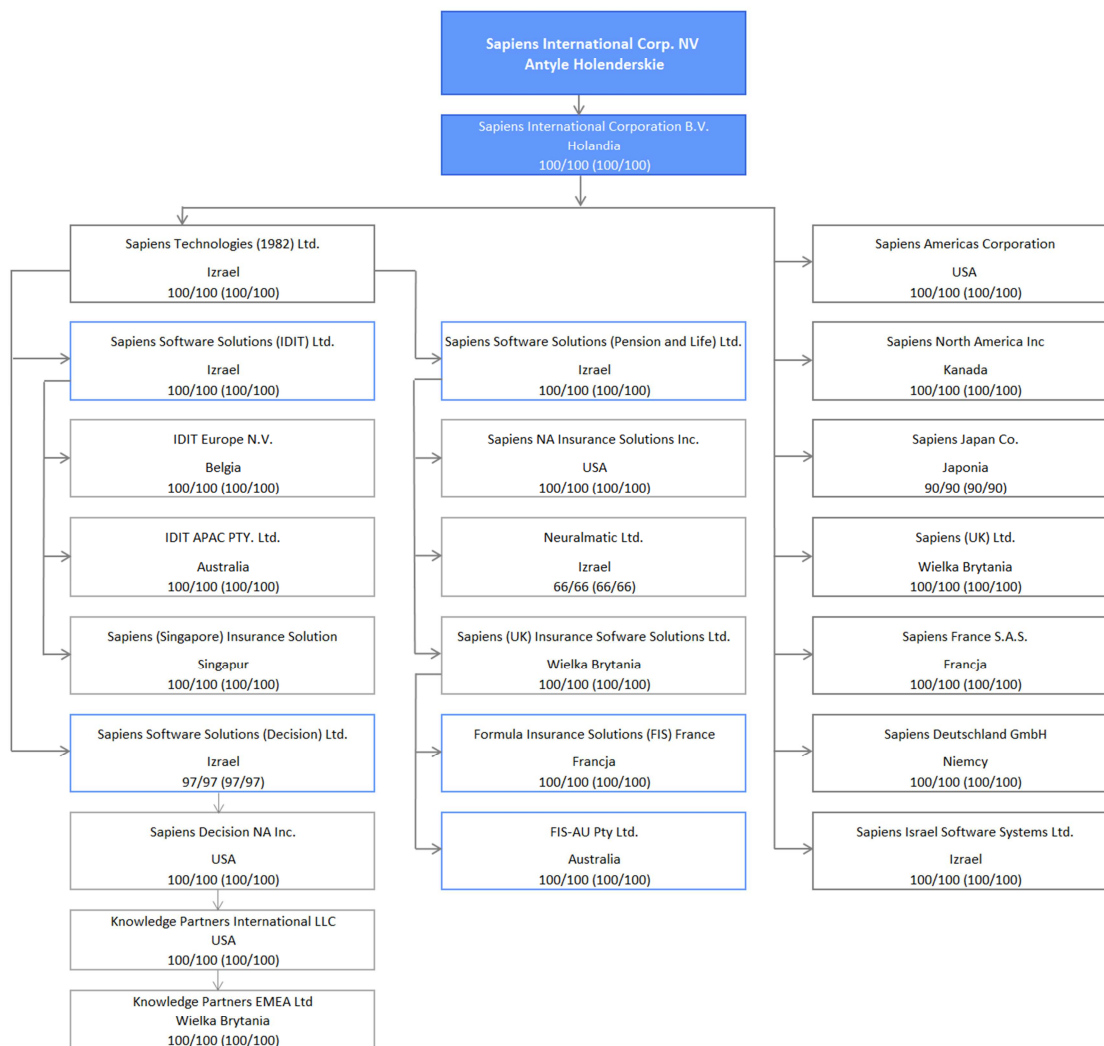 Sapiens International Corp. NV
Antyle Holenderskie
Sapiens International Corporation B.V.
Holandia
100/100 (100/100)
Sapiens Technologies (1982) Ltd.
Izrael
100/100 (100/100)
Sapiens Software Solutions (IDIT) Ltd.
Izrael
100/100 (100/100)
IDIT Europe N.V.
Belgia
100/100 (100/100)
IDIT APAC PTY. Ltd.
Australia
100/100 (100/100)
Sapiens (Singapore) Insurance Solution
Singapur
100/100 (100/100)
Sapiens Software Solutions (Decision) Ltd.
Izrael
97/97 (97/97)
Sapiens Decision NA Inc.
USA
100/100 (100/100)
Knowledge Partners International LLC
USA
100/100 (100/100)
Knowledge Partners EMEA Ltd
Wielka Brytania
100/100 (100/100)
Sapiens Software Solutions (Pension and Life) Ltd.
Izrael
100/100 (100/100)
Sapiens NA Insurance Solutions Inc.
USA
100/100 (100/100)
Neuralmatic Ltd.
Izrael
66/66 (66/66)
Sapiens (UK) Insurance Sofware Solutions Ltd.
Wielka Brytania
100/100 (100/100)
Formula Insurance Solutions (FIS) France
Francja
100/100 (100/100)
FIS-AU Pty Ltd.
Australia
100/100 (100/100)
Sapiens Americas Corporation
USA
100/100 (100/100)
Sapiens North America Inc
Kanada
100/100 (100/100)
Sapiens Japan Co.
Japonia
90/90 (90/90)
Sapiens (UK) Ltd.
Wielka Brytania
100/100 (100/100)
Sapiens France S.A.S.
Francja
100/100 (100/100)
Sapiens Deutschland GmbH
Niemcy
100/100 (100/100)
Sapiens Israel Software Systems Ltd.
Izrael
100/100 (100/100)